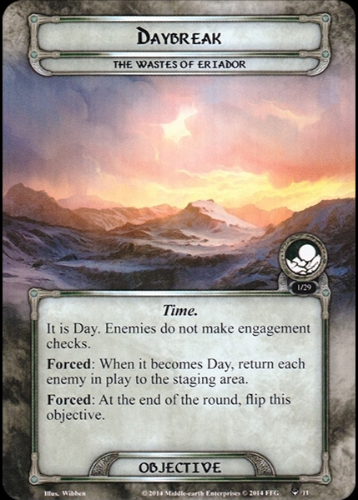 Daybreak
The Wastes of Eriador
1/29
Time.
It is Day. Enemies do not make engagement
checks.
Forced: When it becomes Day, return each
enemy in play to the staging area.
Forced: At the end of the round, flip this
objective.
Objective
Illus. Wibben © 2014 Middle-earth Enterprises © 2014 FFG 11